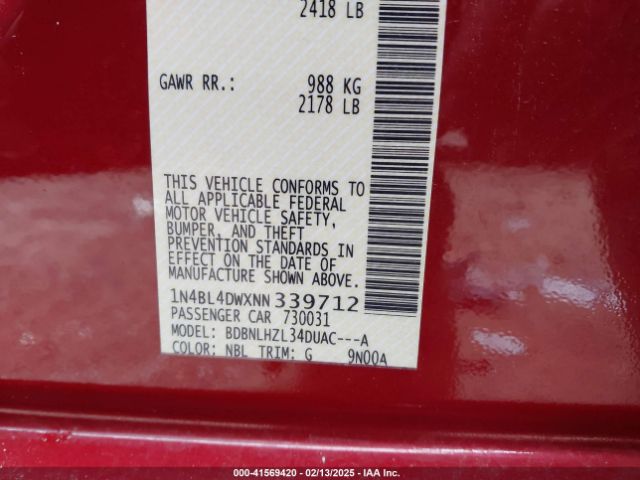 2418 LB
GAWR RR.: 988 KG
2178 LB
THIS VEHICLE CONFORMS TO
ALL APPLICABLE FEDERAL
MOTOR VEHICLE SAFETY,
BUMPER, AND THEFT
PREVENTION STANDARDS IN
EFFECT ON THE DATE OF
MANUFACTURE SHOWN ABOVE.
1N4BL4DWXNN339712
PASSENGER CAR 730031
MODEL: BDBNLHZL34DUAC---A
COLOR: NBL TRIM: G 9N00A
000-41569420 - 02/13/2025 - IAA Inc.